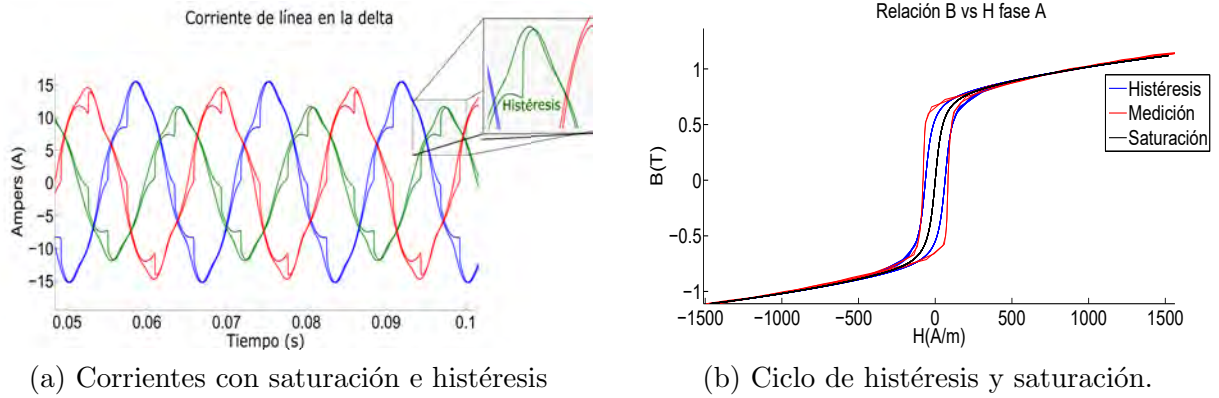 Corriente de línea en la delta
Histéresis
Ampers (A)
15
10
5
0
−5
−10
−15
0.05 0.06 0.07 0.08 0.09 0.1
Tiempo (s)
(a) Corrientes con saturación e histéresis
Relación B vs H fase A
B(T)
1
0.5
0
−0.5
−1
Histéresis
Medición
Saturación
−1500 −1000 −500 0 500 1000 1500
H(A/m)
(b) Ciclo de histéresis y saturación.